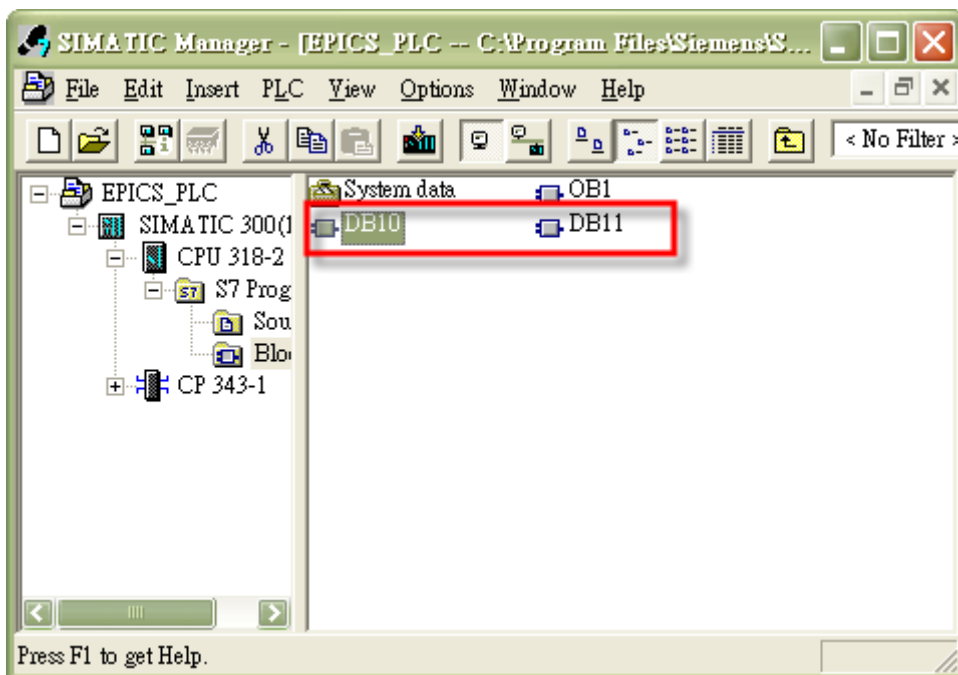 SIMATIC Manager - [EPICS_PLC -- C:\Program Files\Siemens\S...
File Edit Insert PLC View Options Window Help
< No Filter >
EPICS_PLC
SIMATIC 300(1
CPU 318-2
S7 Prog
Sou
Bloc
CP 343-1
System data OB1
DB10 DB11
Press F1 to get Help.